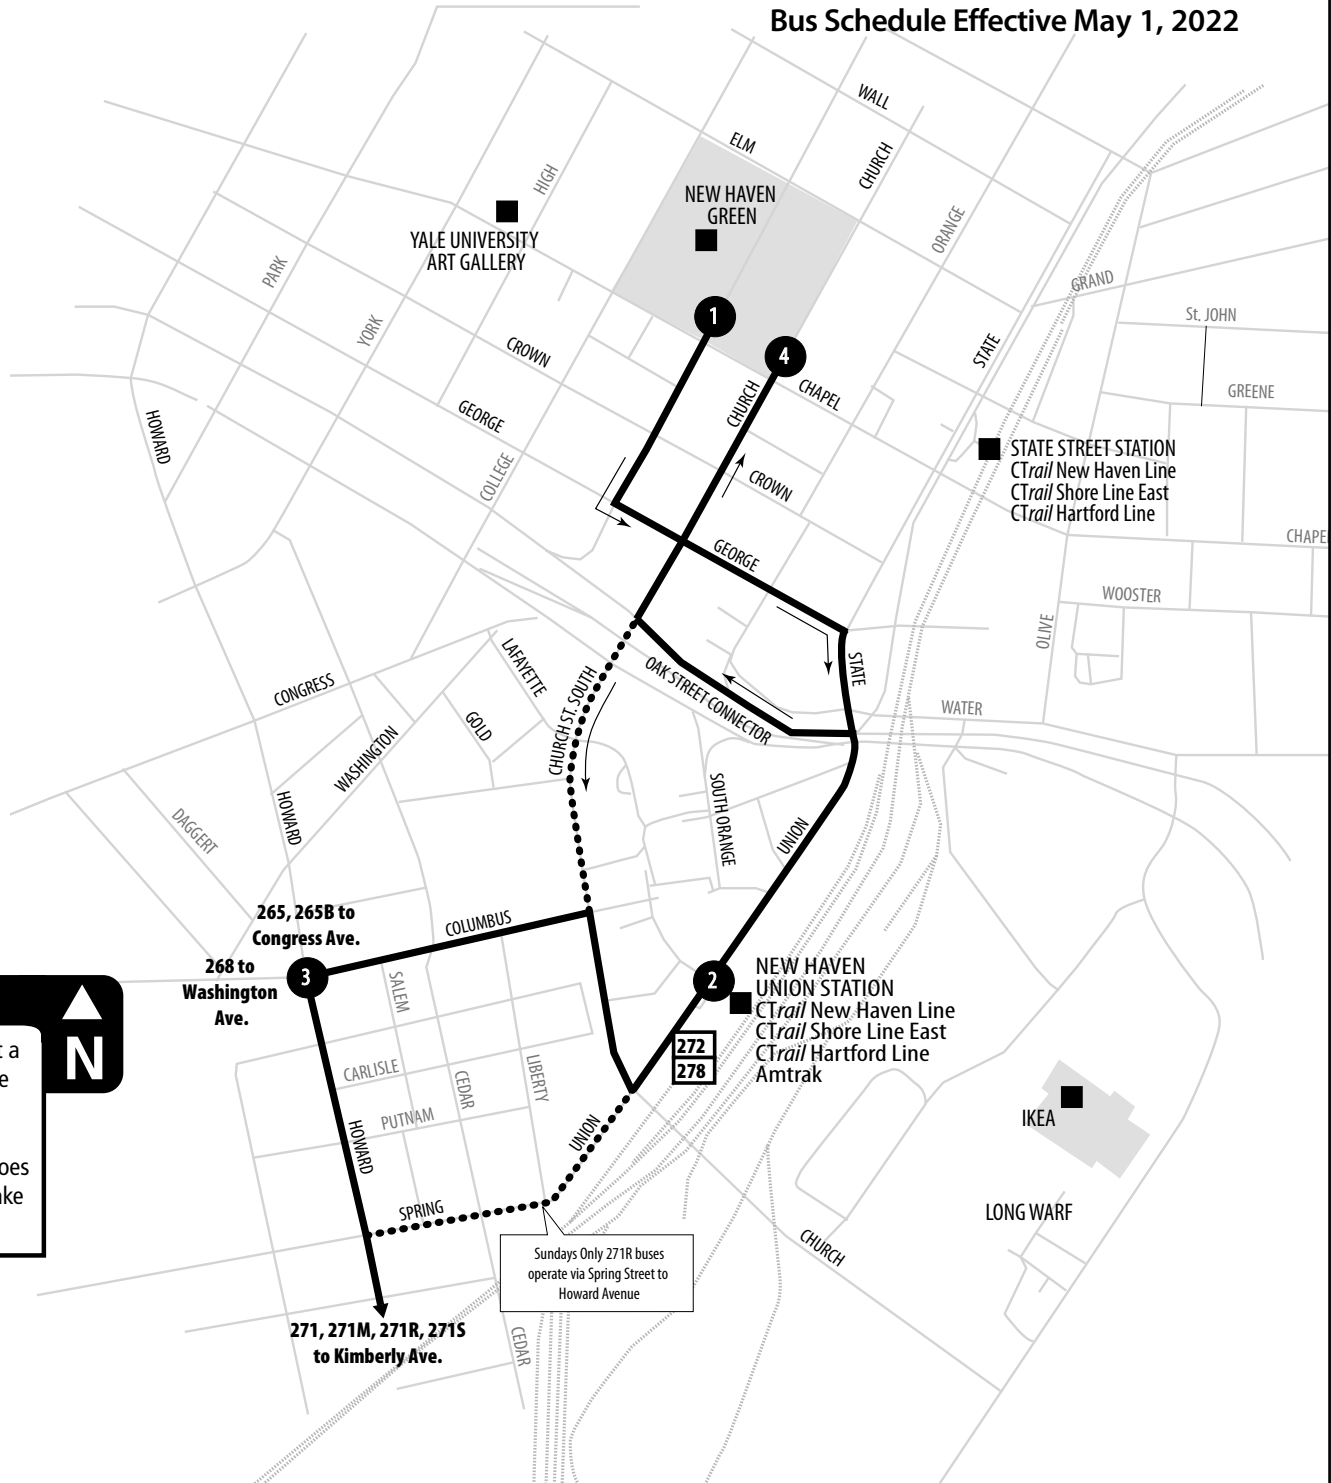 Bus Schedule Effective May 1, 2022
WALL
ELM
CHURCH
HIGH
NEW HAVEN
GREEN
ORANGE
YALE UNIVERSITY
ART GALLERY
PARK
GRAND
1
St. JOHN
YORK
CROWN
4
STATE
CHURCH
CHAPEL
GREENE
GEORGE
HOWARD
STATE STREET STATION
CTrail New Haven Line
CTrail Shore Line East
CTrail Hartford Line
COLLEGE
CROWN
CHAPE
GEORGE
WOOSTER
OLIVE
LAFAYETTE
STATE
OAK STREET CONNECTOR
CONGRESS
CHURCH ST. SOUTH
GOLD
WATER
WASHINGTON
HOWARD
SOUTH ORANGE
DAGGERT
UNION
265, 265B to
Congress Ave.
COLUMBUS
268 to
Washington
Ave.
3
SALEM
2
NEW HAVEN
UNION STATION
CTrail New Haven Line
CTrail Shore Line East
CTrail Hartford Line
Amtrak
272
278
N
t a
e
oes
ake
CARLISLE
CEDAR
LIBERTY
PUTNAM
HOWARD
UNION
IKEA
SPRING
LONG WARF
CHURCH
Sundays Only 271R buses
operate via Spring Street to
Howard Avenue
271, 271M, 271R, 271S
to Kimberly Ave.
CEDAR